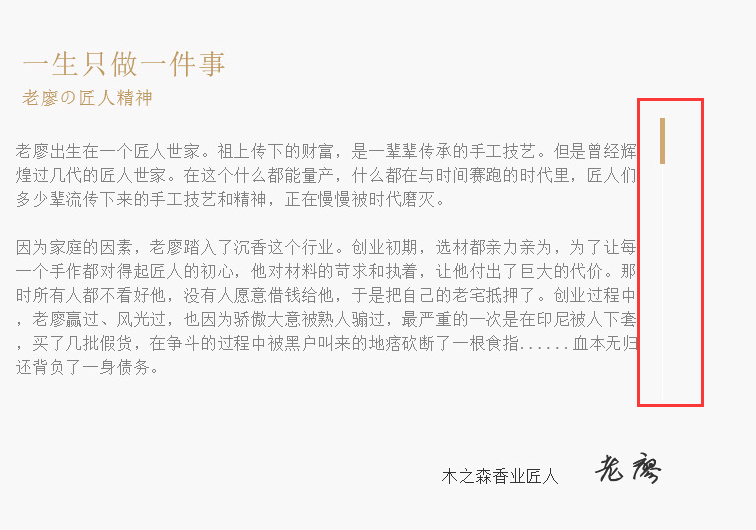 一生只做一件事
老廖の匠人精神
老廖出生在一个匠人世家。祖上传下的财富，是一辈辈传承的手工技艺。但是曾经辉
煌过几代的匠人世家。在这个什么都能量产，什么都在与时间赛跑的时代里，匠人们
多少辈流传下来的手工技艺和精神，正在慢慢被时代磨灭。
因为家庭的因素，老廖踏入了沉香这个行业。创业初期，选材都亲力亲为，为了让每
一个手作都对得起匠人的初心，他对材料的苛求和执着，让他付出了巨大的代价。那
时所有人都不看好他，没有人愿意借钱给他，于是把自己的老宅抵押了。创业过程中
，老廖赢过、风光过，也因为骄傲大意被熟人骗过，最严重的一次是在印尼被人下套
，买了几批假货，在争斗的过程中被黑户叫来的地痞砍断了一根食指......血本无归
还背负了一身债务。
木之森香业匠人 老廖